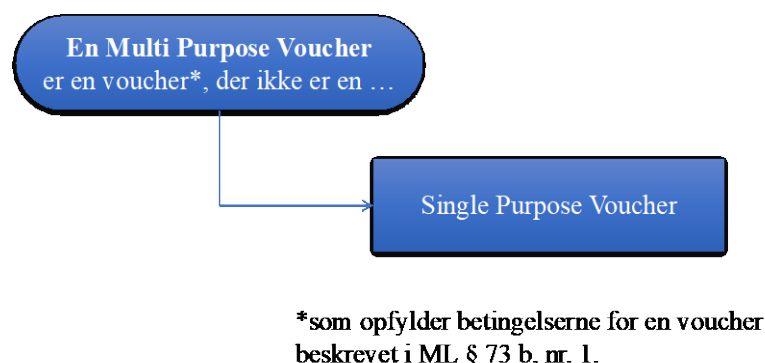 En Multi Purpose Voucher
er en voucher*, der ikke er en …
Single Purpose Voucher
*som opfylder betingelserne for en voucher
beskrevet i ML § 73 b, nr. 1.